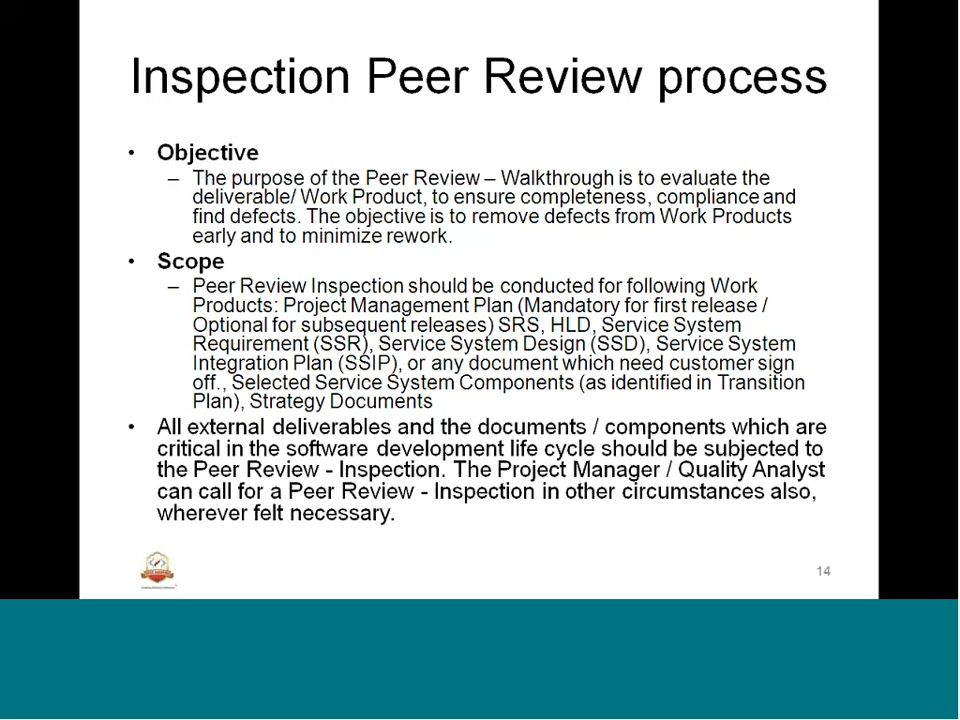 Inspection Peer Review process
• Objective
– The purpose of the Peer Review – Walkthrough is to evaluate the
deliverable/ Work Product, to ensure completeness, compliance and
find defects. The objective is to remove defects from Work Products
early and to minimize rework.
• Scope
– Peer Review Inspection should be conducted for following Work
Products: Project Management Plan (Mandatory for first release /
Optional for subsequent releases) SRS, HLD, Service System
Requirement (SSR), Service System Design (SSD), Service System
Integration Plan (SSIP), or any document which need customer sign
off., Selected Service System Components (as identified in Transition
Plan), Strategy Documents
• All external deliverables and the documents / components which are
critical in the software development life cycle should be subjected to
the Peer Review - Inspection. The Project Manager / Quality Analyst
can call for a Peer Review - Inspection in other circumstances also,
wherever felt necessary.
14